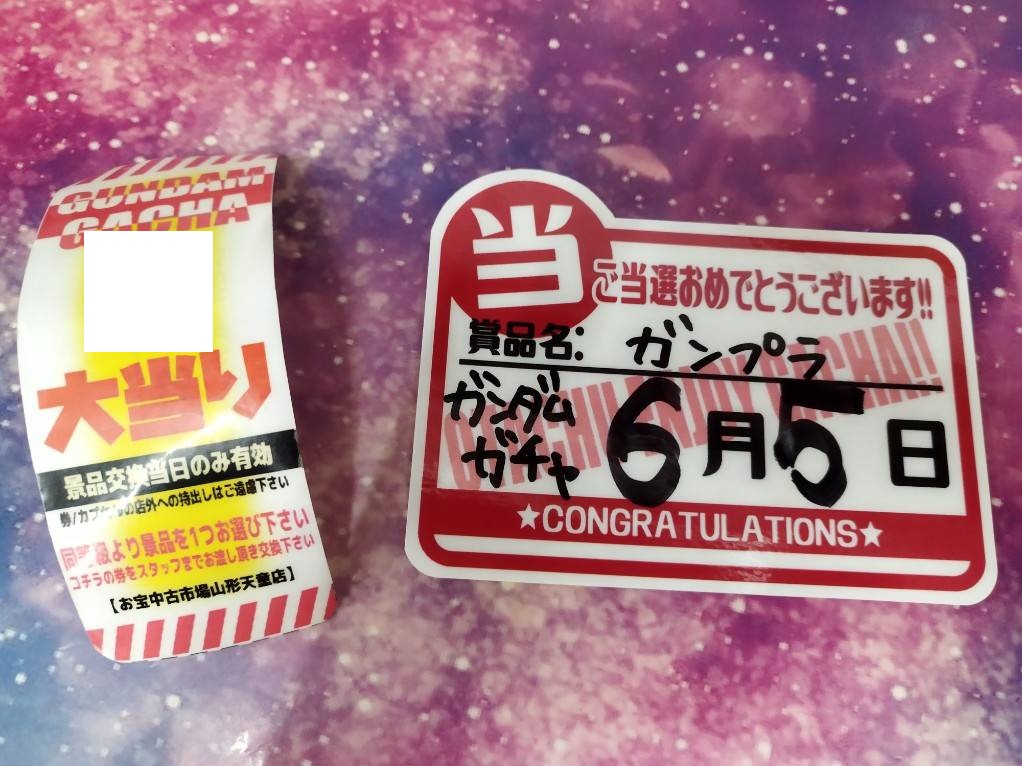 GUNDAM
GACHA
大当り
景品交換当日のみ有効
券/カプセルの店外への持出しはご遠慮下さい
同等級より景品を1つお選び下さい
コチラの券をスタッフまでお渡し頂き交換下さい
【お宝中古市場山形天童店】
当
ご当選おめでとうございます!!
賞品名: ガンプラ
ガンダム
ガチャ
6月5日
★CONGRATULATIONS★